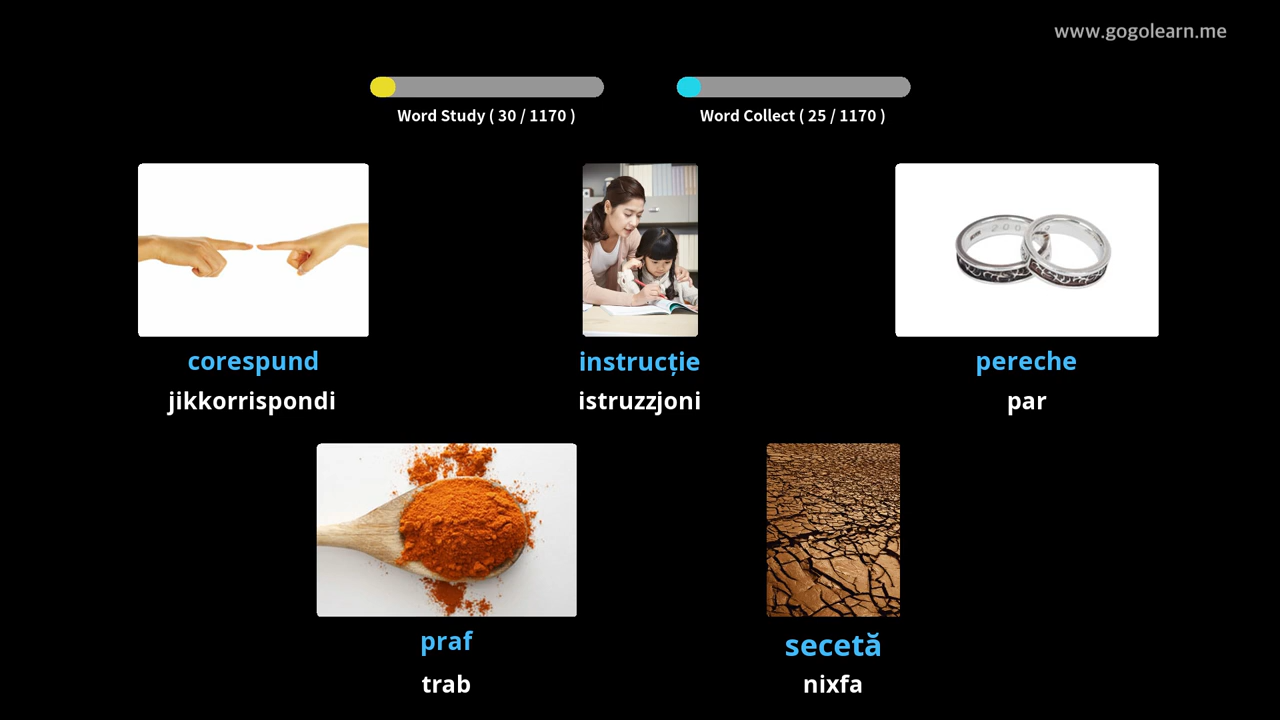 www.gogolearn.me
Word Study ( 30 / 1170 )
Word Collect ( 25 / 1170 )
corespund
instrucție
pereche
jikkorrispondi
istruzzjoni
par
praf
secetă
trab
nixfa